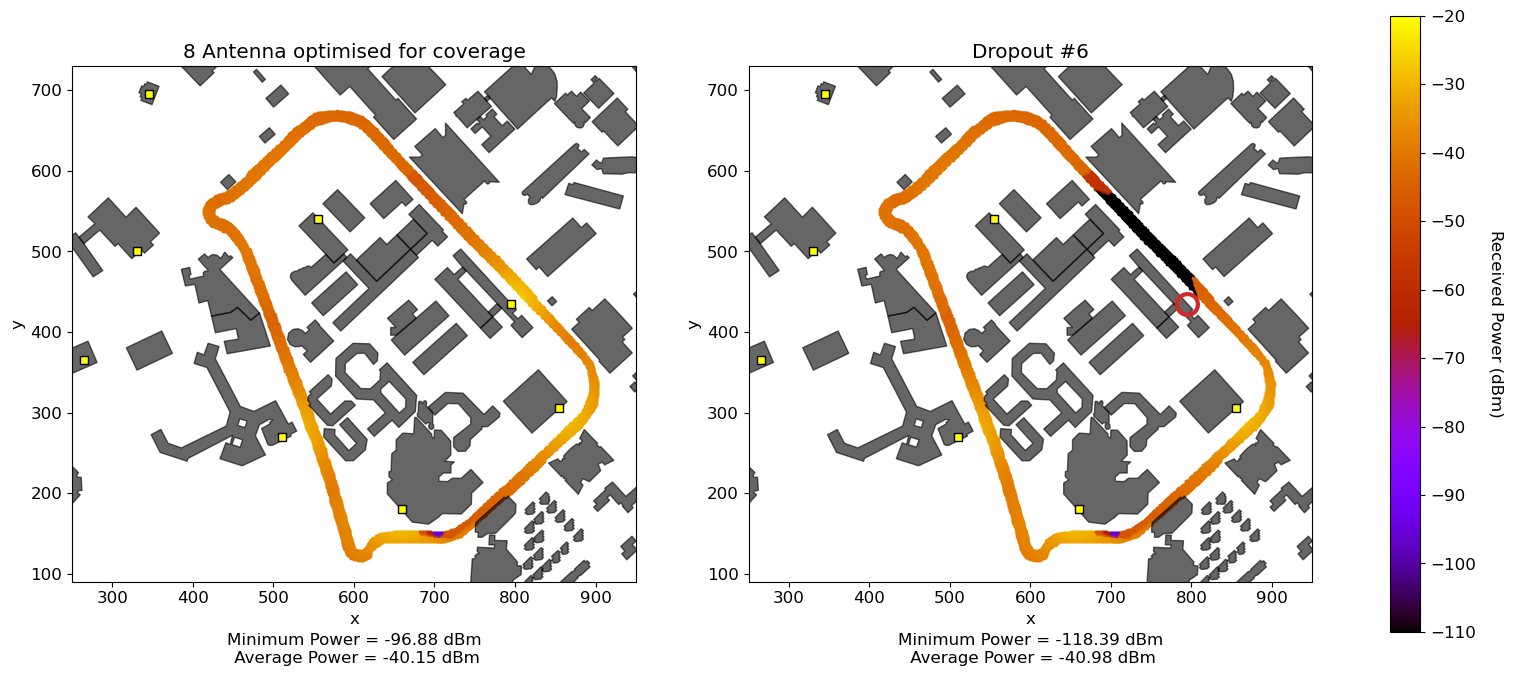 8 Antenna optimised for coverage
700
600
500
400
300
200
100
y
300 400 500 600 700 800 900
x
Minimum Power = -96.88 dBm
Average Power = -40.15 dBm
Dropout #6
700
600
500
400
300
200
100
y
300 400 500 600 700 800 900
x
Minimum Power = -118.39 dBm
Average Power = -40.98 dBm
−20
−30
−40
−50
−60
−70
−80
−90
−100
−110
Received Power (dBm)